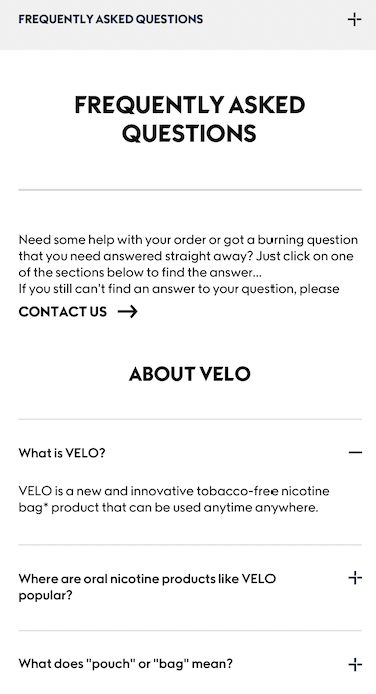 FREQUENTLY ASKED QUESTIONS
FREQUENTLY ASKED
QUESTIONS
Need some help with your order or got a burning question
that you need answered straight away? Just click on one
of the sections below to find the answer...
If you still can't find an answer to your question, please
CONTACT US
ABOUT VELO
What is VELO?
VELO is a new and innovative tobacco-free nicotine
bag* product that can be used anytime anywhere.
Where are oral nicotine products like VELO
popular?
What does "pouch" or "bag" mean?